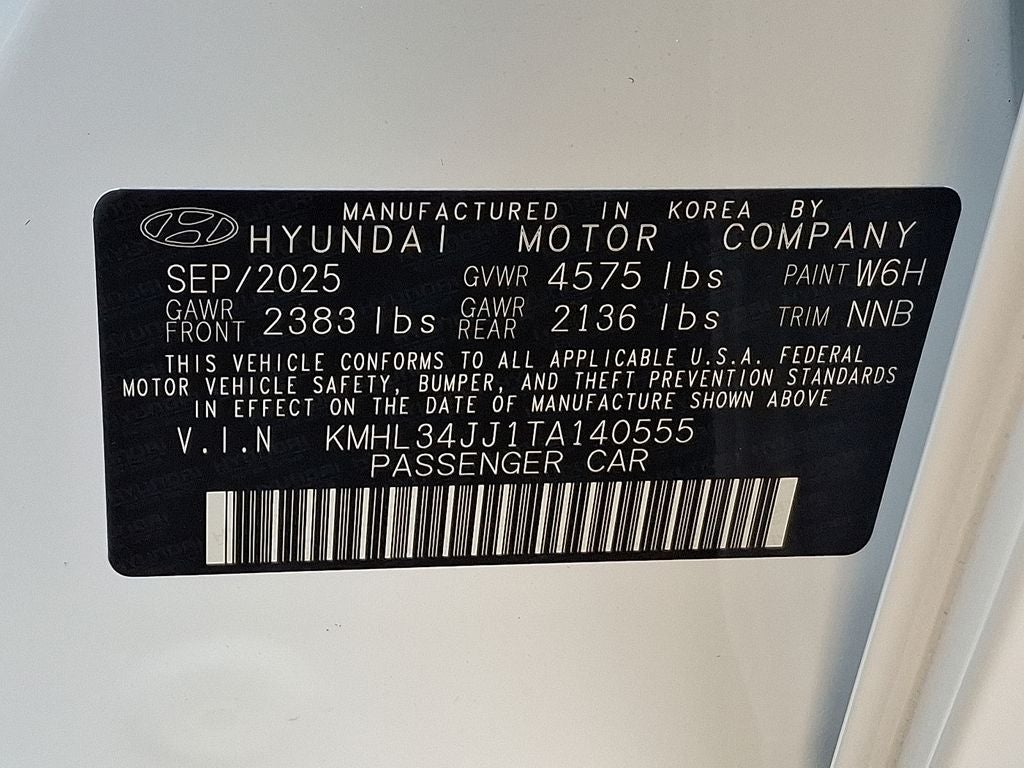 MANUFACTURED IN KOREA BY
HYUNDAI MOTOR COMPANY
SEP/2025 GVWR 4575 lbs PAINT W6H
GAWR FRONT 2383 lbs GAWR REAR 2136 lbs TRIM NNB
THIS VEHICLE CONFORMS TO ALL APPLICABLE U.S.A. FEDERAL
MOTOR VEHICLE SAFETY, BUMPER, AND THEFT PREVENTION STANDARDS
IN EFFECT ON THE DATE OF MANUFACTURE SHOWN ABOVE
V.I.N KMHL34JJ1TA140555
PASSENGER CAR